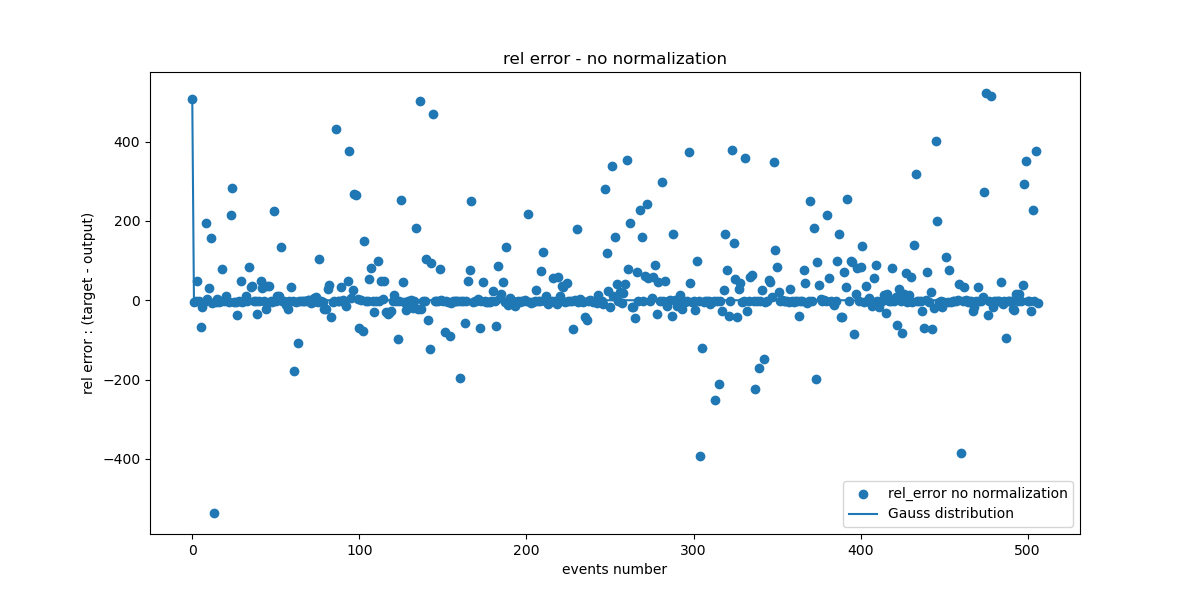 rel error - no normalization
rel error : (target - output)
400
200
0
−200
−400
0 100 200 300 400 500
events number
rel_error no normalization
Gauss distribution